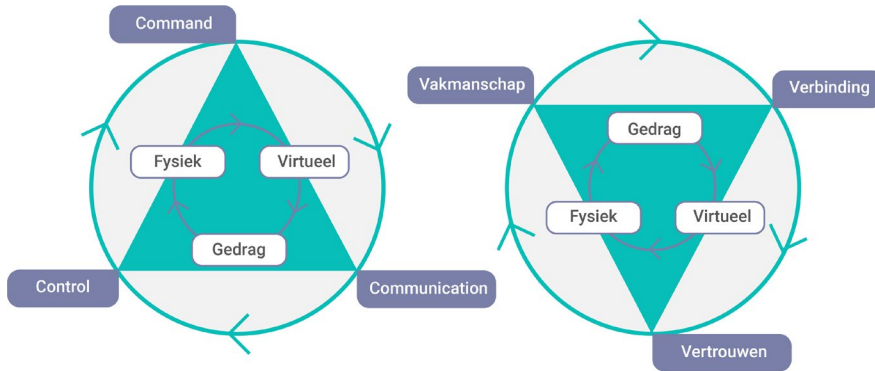 Command
Fysiek
Virtueel
Gedrag
Control
Communication
Vakmanschap
Verbinding
Gedrag
Fysiek
Virtueel
Vertrouwen